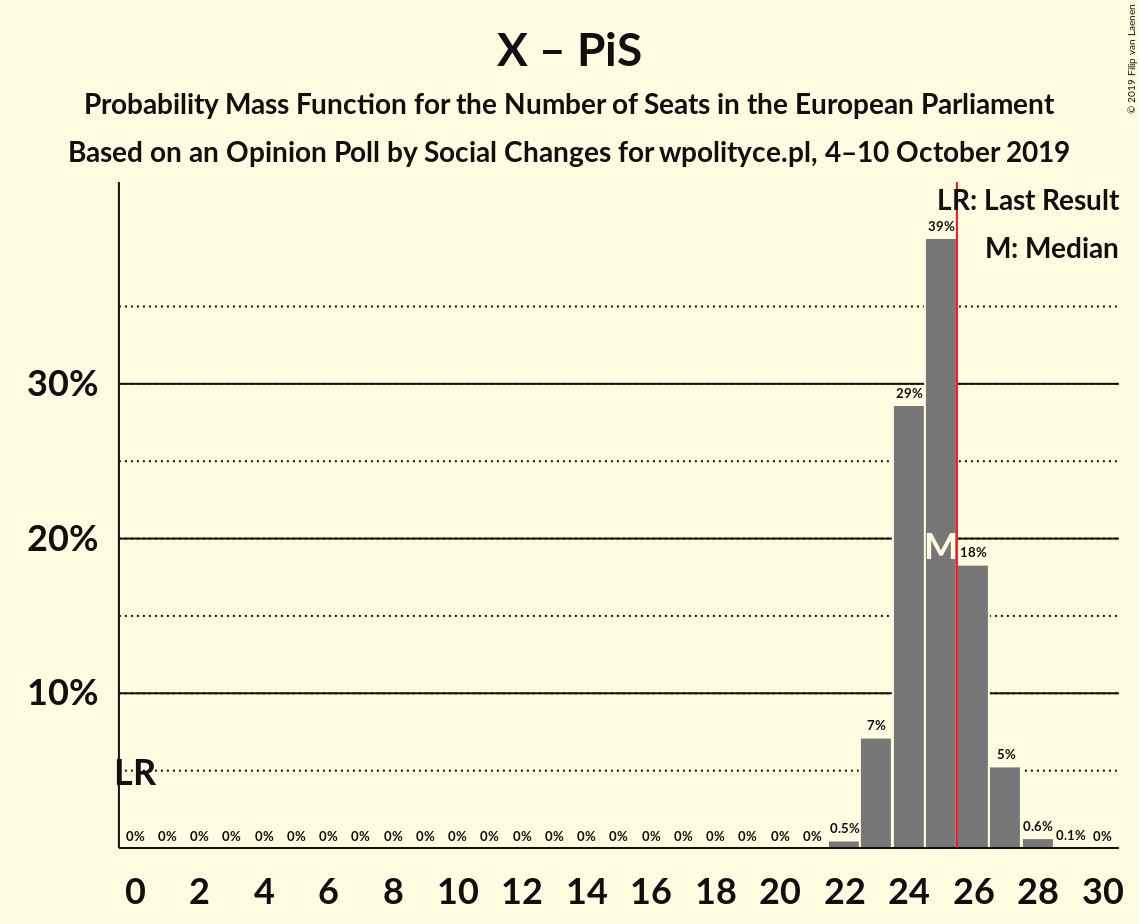 X – PiS
Probability Mass Function for the Number of Seats in the European Parliament
Based on an Opinion Poll by Social Changes for wpolityce.pl, 4–10 October 2019
© 2019 Filip van Laenen
LR: Last Result
M: Median
39%
30%
29%
20%
M
18%
10%
7%
5%
LR
0% 0% 0% 0% 0% 0% 0% 0% 0% 0% 0% 0% 0% 0% 0% 0% 0% 0% 0% 0% 0% 0% 0.5% 0.6% 0.1% 0%
0 2 4 6 8 10 12 14 16 18 20 22 24 26 28 30